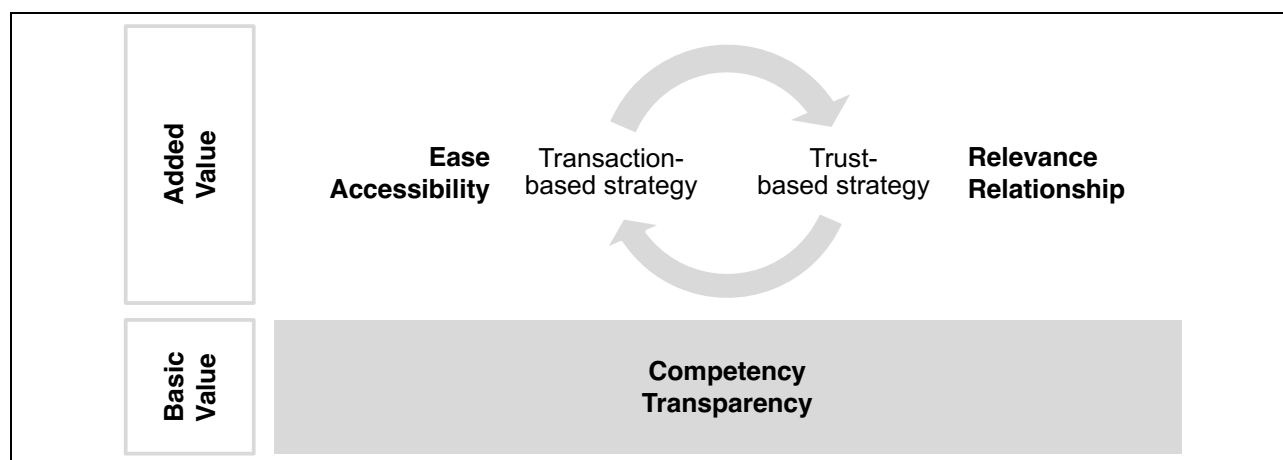 Added
Value
Ease
Accessibility
Transaction-
based strategy
Trust-
based strategy
Relevance
Relationship
Basic
Value
Competency
Transparency